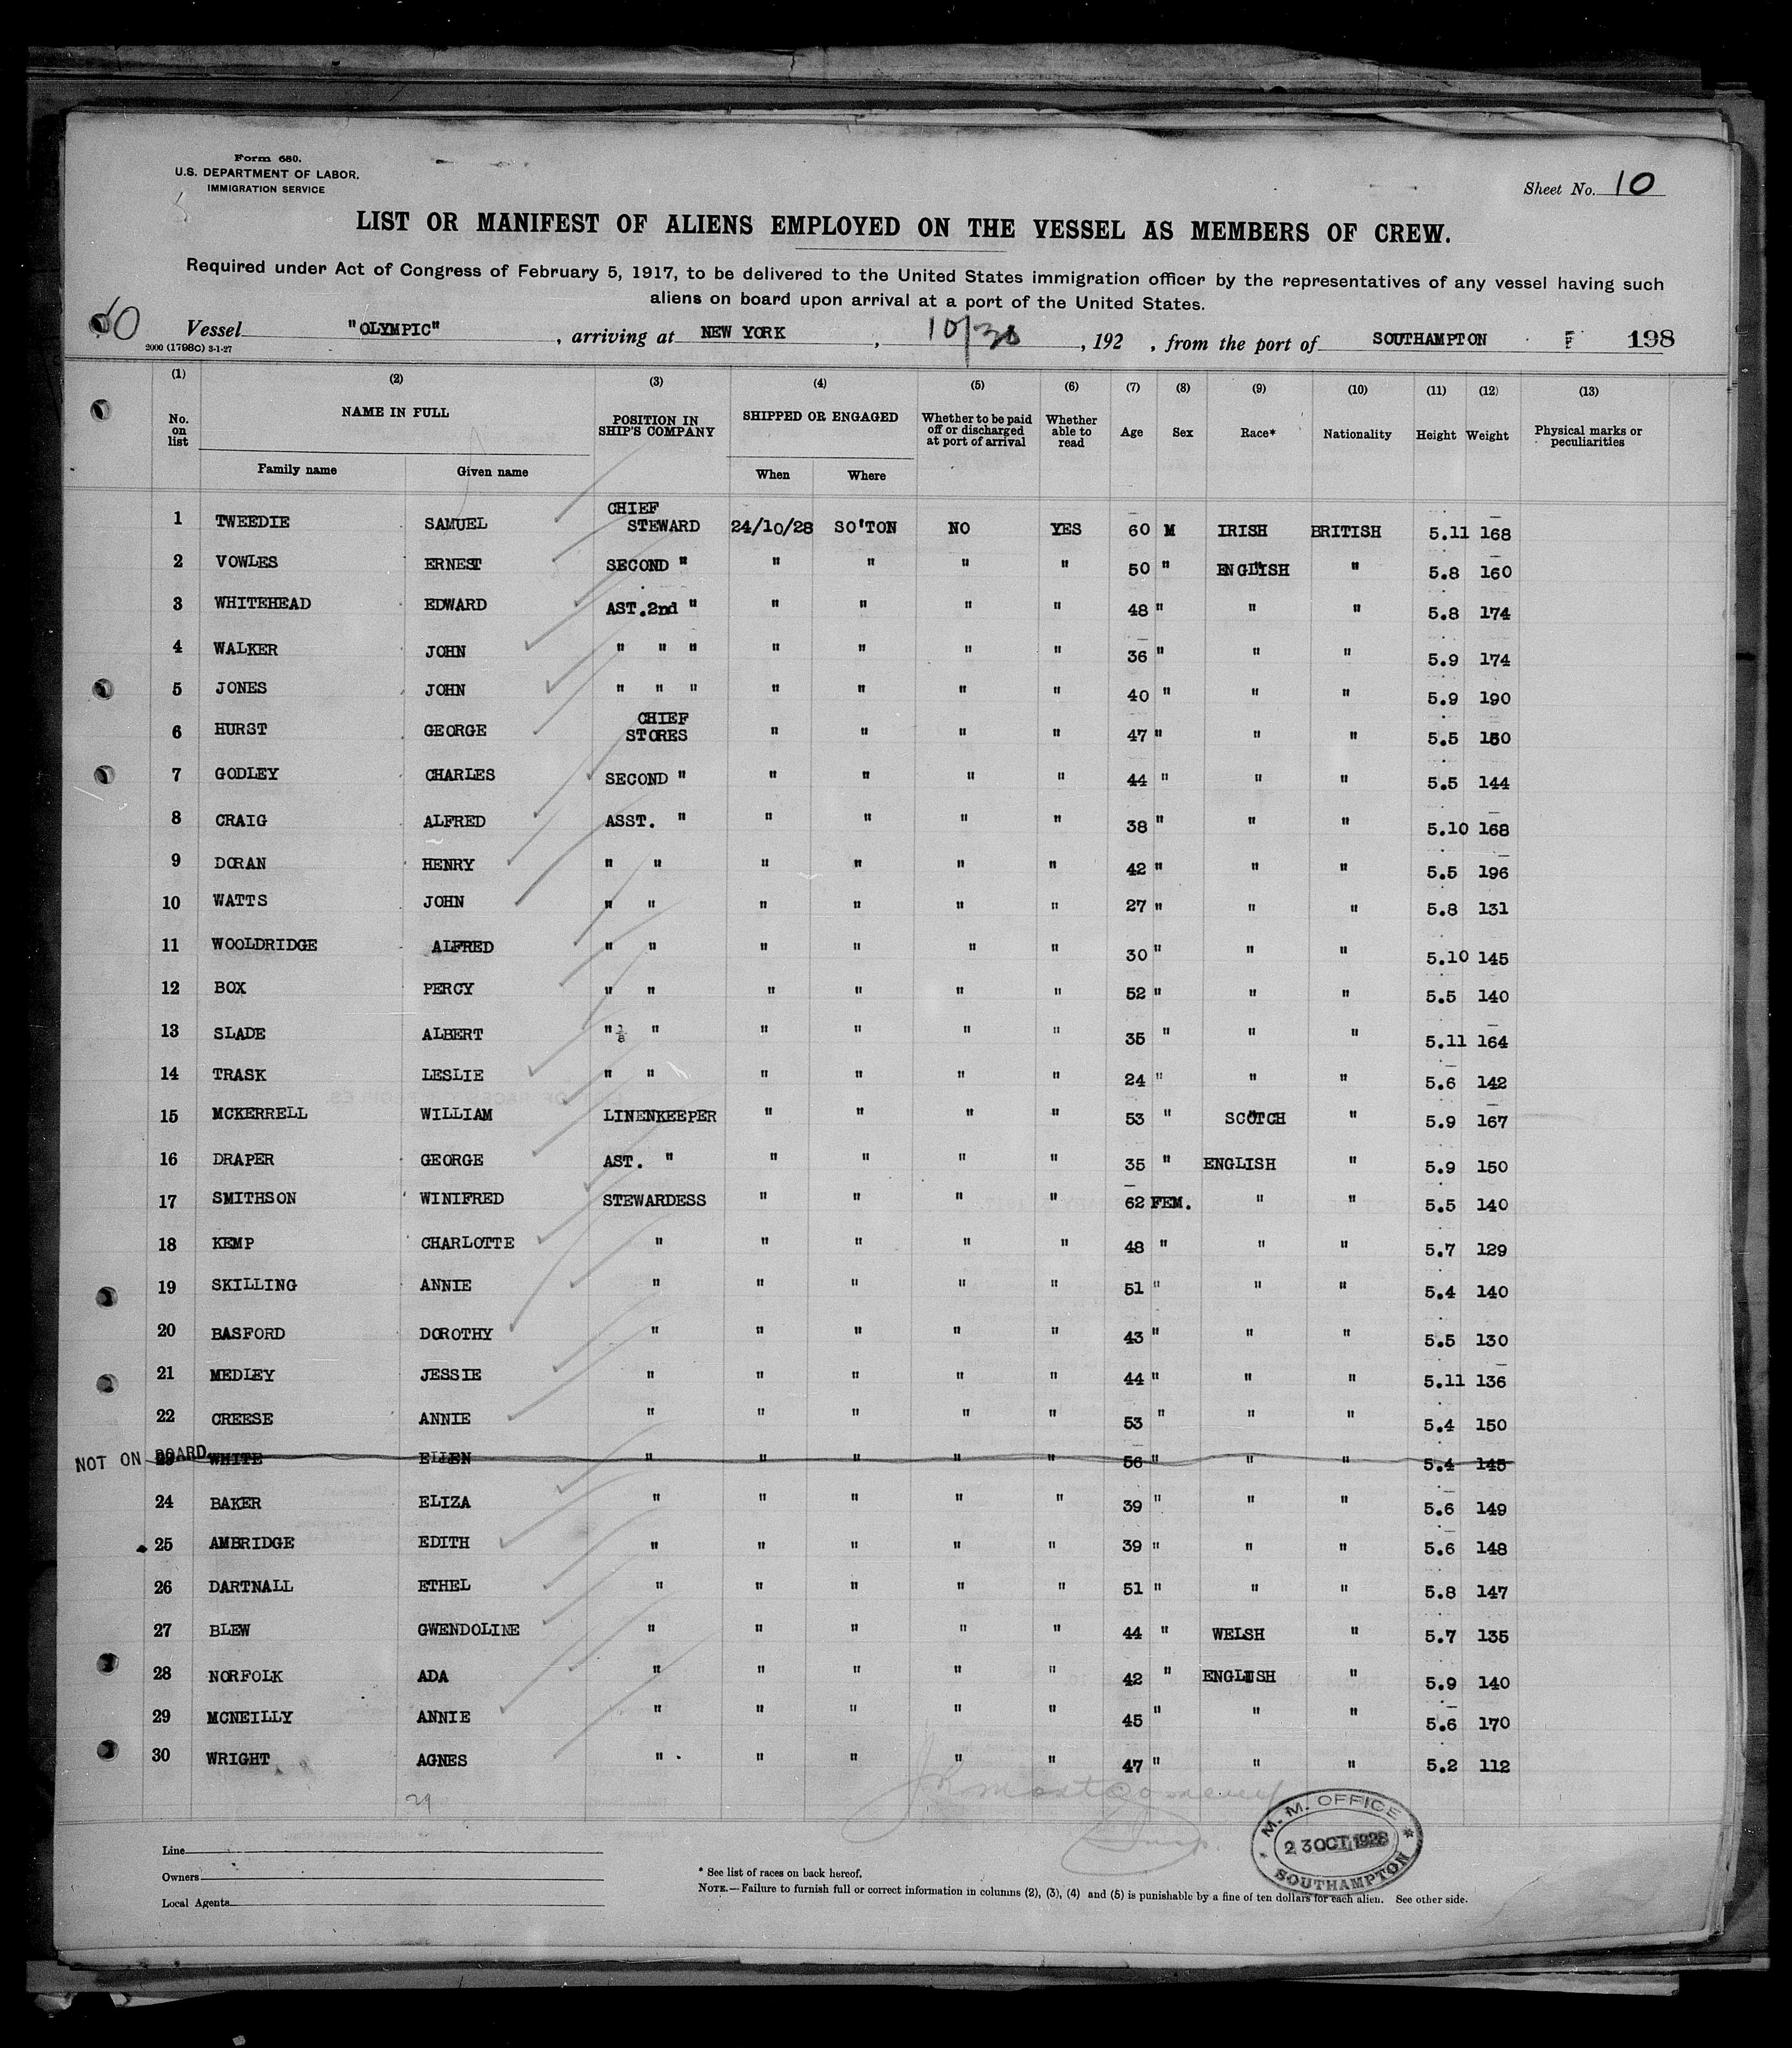 Form 680.
U.S. DEPARTMENT OF LABOR.
IMMIGRATION SERVICE
Sheet No. 10
LIST OR MANIFEST OF ALIENS EMPLOYED ON THE VESSEL AS MEMBERS OF CREW.
Required under Act of Congress of February 5, 1917, to be delivered to the United States immigration officer by the representatives of any vessel having such
aliens on board upon arrival at a port of the United States.
Vessel "OLYMPIC", arriving at NEW YORK, 10/30, 192 , from the port of SOUTHAMPTON 198
2000 (1798c) 3-1-27
(1) (2) (3) (4) (5) (6) (7) (8) (9) (10) (11) (12) (13)
No. on list NAME IN FULL POSITION IN SHIP'S COMPANY SHIPPED OR ENGAGED Whether to be paid off or discharged at port of arrival Whether able to read Age Sex Race* Nationality Height Weight Physical marks or peculiarities
Family name Given name When Where
1 TWEEDIE SAMUEL CHIEF STEWARD 24/10/28 SO'TON NO YES 60 M IRISH BRITISH 5.11 168
2 VOWLES ERNEST SECOND " " " " " 50 " ENGLISH " 5.8 160
3 WHITEHEAD EDWARD AST.2nd " " " " " 48 " " " 5.8 174
4 WALKER JOHN " " " " " " " 36 " " " 5.9 174
5 JONES JOHN " " " " " " " 40 " " " 5.9 190
6 HURST GEORGE CHIEF STORES " " " " 47 " " " 5.5 150
7 GODLEY CHARLES SECOND " " " " " 44 " " " 5.5 144
8 CRAIG ALFRED ASST. " " " " " 38 " " " 5.10 168
9 DORAN HENRY " " " " " " 42 " " " 5.5 196
10 WATTS JOHN " " " " " " 27 " " " 5.8 131
11 WOOLDRIDGE ALFRED " " " " " " 30 " " " 5.10 145
12 BOX PERCY " " " " " " 52 " " " 5.5 140
13 SLADE ALBERT " " " " " " 35 " " " 5.11 164
14 TRASK LESLIE " " " " " " 24 " " " 5.6 142
15 MCKERRELL WILLIAM LINENKEEPER " " " " 53 " SCOTCH " 5.9 167
16 DRAPER GEORGE AST. " " " " " 35 " ENGLISH " 5.9 150
17 SMITHSON WINIFRED STEWARDESS " " " " 62 FEM. " " 5.5 140
18 KEMP CHARLOTTE " " " " " 48 " " " 5.7 129
19 SKILLING ANNIE " " " " " 51 " " " 5.4 140
20 BASFORD DOROTHY " " " " " 43 " " " 5.5 130
21 MEDLEY JESSIE " " " " " 44 " " " 5.11 136
22 CREESE ANNIE " " " " " 53 " " " 5.4 150
NOT ON BOARD 23 WHITE ELLEN " " " " " 56 " " " 5.4 145
24 BAKER ELIZA " " " " " 39 " " " 5.6 149
25 AMBRIDGE EDITH " " " " " 39 " " " 5.6 148
26 DARTNALL ETHEL " " " " " 51 " " " 5.8 147
27 BLEW GWENDOLINE " " " " " 44 " WELSH " 5.7 135
28 NORFOLK ADA " " " " " 42 " ENGLISH " 5.9 140
29 MCNEILLY ANNIE " " " " " 45 " " " 5.6 170
30 WRIGHT AGNES " " " " " 47 " " " 5.2 112
29
M. M. OFFICE
23 OCT 1928
SOUTHAMPTON
Line
Owners
Local Agents
* See list of races on back hereof.
NOTE.—Failure to furnish full or correct information in columns (2), (3), (4) and (5) is punishable by a fine of ten dollars for each alien. See other side.